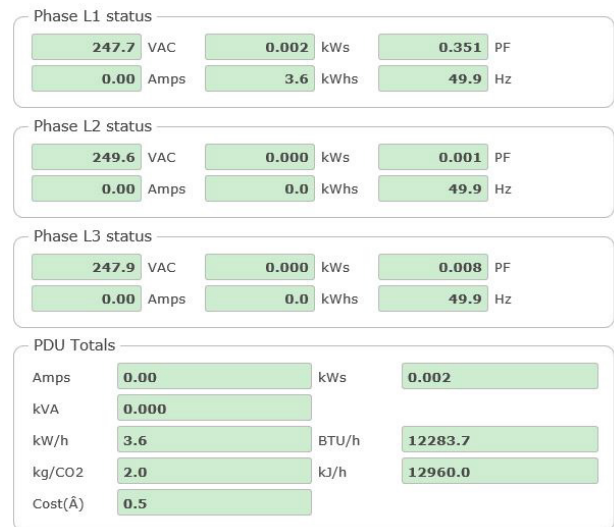 Phase L1 status
247.7 VAC 0.002 kWs 0.351 PF
0.00 Amps 3.6 kWhs 49.9 Hz
Phase L2 status
249.6 VAC 0.000 kWs 0.001 PF
0.00 Amps 0.0 kWhs 49.9 Hz
Phase L3 status
247.9 VAC 0.000 kWs 0.008 PF
0.00 Amps 0.0 kWhs 49.9 Hz
PDU Totals
Amps 0.00 kWs 0.002
kVA 0.000
kW/h 3.6 BTU/h 12283.7
kg/CO2 2.0 kJ/h 12960.0
Cost(Â) 0.5